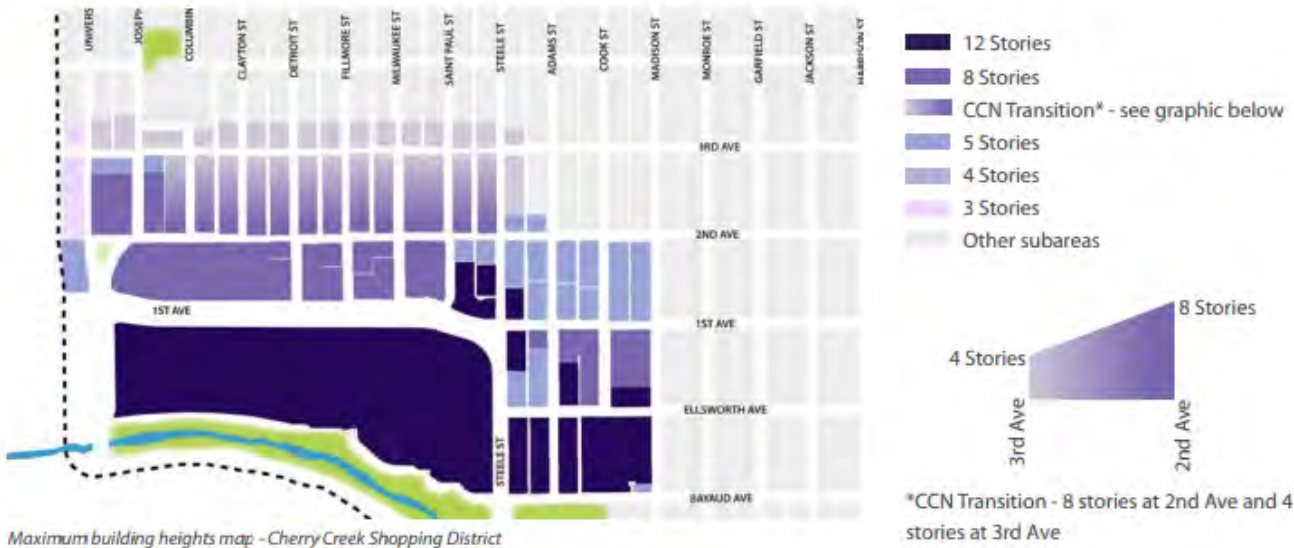 UNIVERS
JOSEPH
COLUMBIN
CLAYTON ST
DETROIT ST
FILLMORE ST
MILWAUKEE ST
SAINT PAUL ST
STEELE ST
ADAMS ST
COOK ST
MADISON ST
MONROE ST
GARFIELD ST
JACKSON ST
HARRISON ST
3RD AVE
2ND AVE
1ST AVE
1ST AVE
ELLSWORTH AVE
STEELE ST
BAYAUD AVE
Maximum building heights map - Cherry Creek Shopping District
12 Stories
8 Stories
CCN Transition* - see graphic below
5 Stories
4 Stories
3 Stories
Other subareas
8 Stories
4 Stories
3rd Ave
2nd Ave
*CCN Transition - 8 stories at 2nd Ave and 4
stories at 3rd Ave